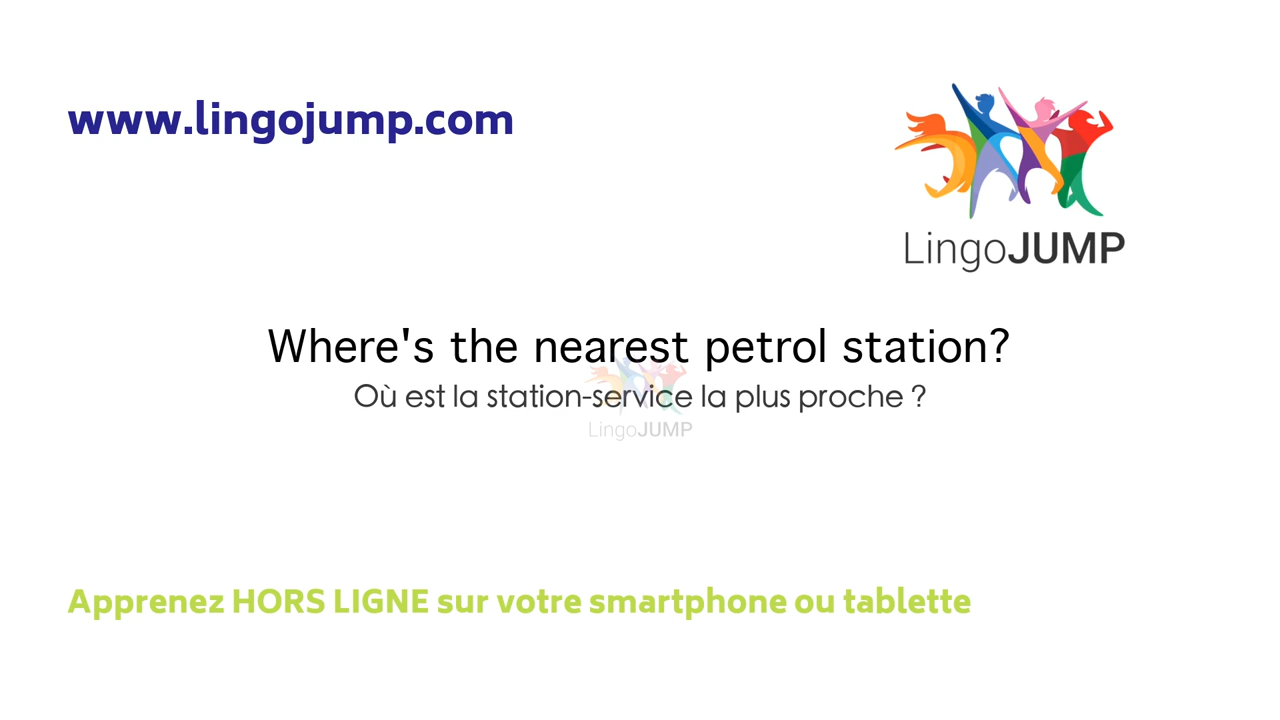 www.lingojump.com
LingoJUMP
Where's the nearest petrol station?
Où est la station-service la plus proche ?
LingoJUMP
Apprenez HORS LIGNE sur votre smartphone ou tablette